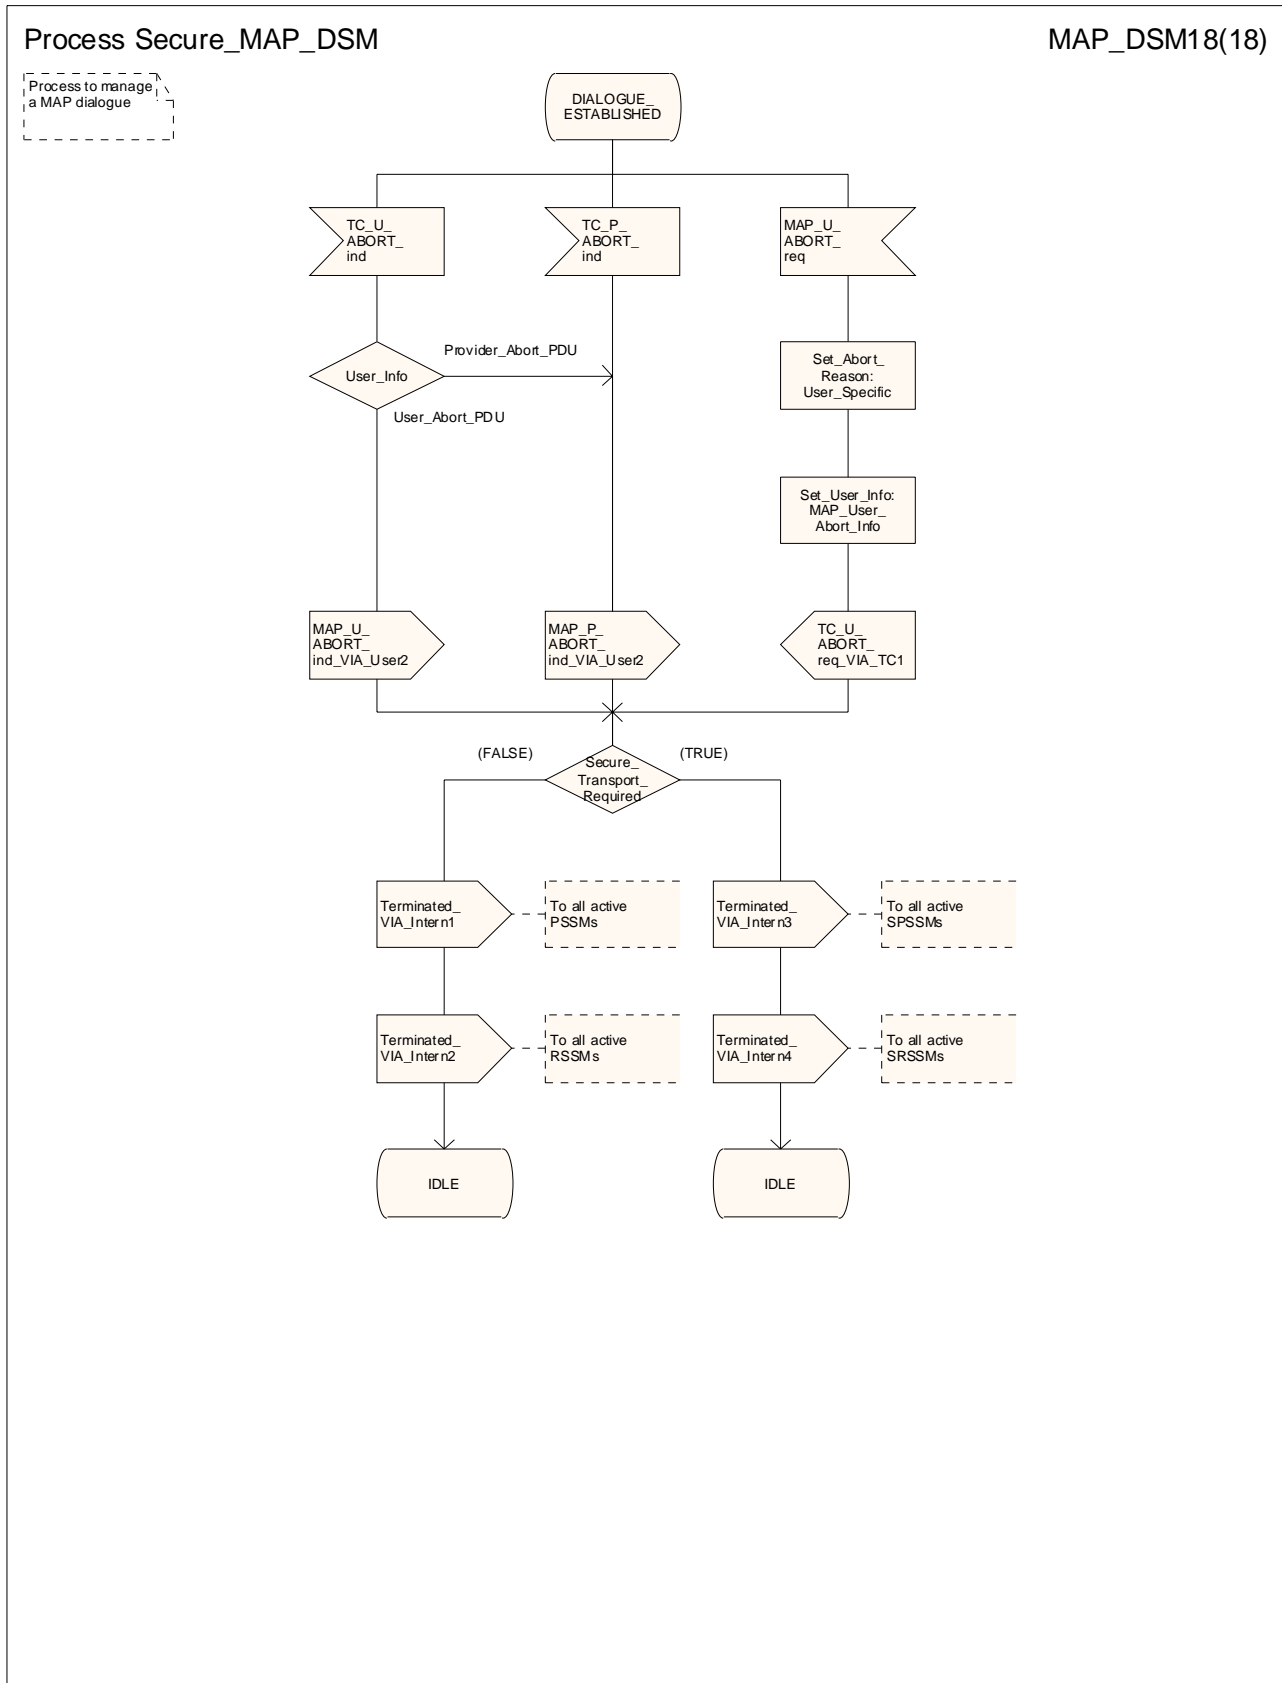 Process Secure_MAP_DSM
MAP_DSM18(18)
Process to manage
a MAP dialogue
DIALOGUE_
ESTABLISHED
TC_U_
ABORT_
ind
TC_P_
ABORT_
ind
MAP_U_
ABORT_
req
Provider_Abort_PDU
User_Info
User_Abort_PDU
Set_Abort_
Reason:
User_Specific
Set_User_Info:
MAP_User_
Abort_Info
MAP_U_
ABORT_
ind_VIA_User2
MAP_P_
ABORT_
ind_VIA_User2
TC_U_
ABORT_
req_VIA_TC1
(FALSE)
(TRUE)
Secure_
Transport_
Required
Terminated_
VIA_Intern1
To all active
PSSMs
Terminated_
VIA_Intern3
To all active
SPSSMs
Terminated_
VIA_Intern2
To all active
RSSMs
Terminated_
VIA_Intern4
To all active
SRSSMs
IDLE
IDLE